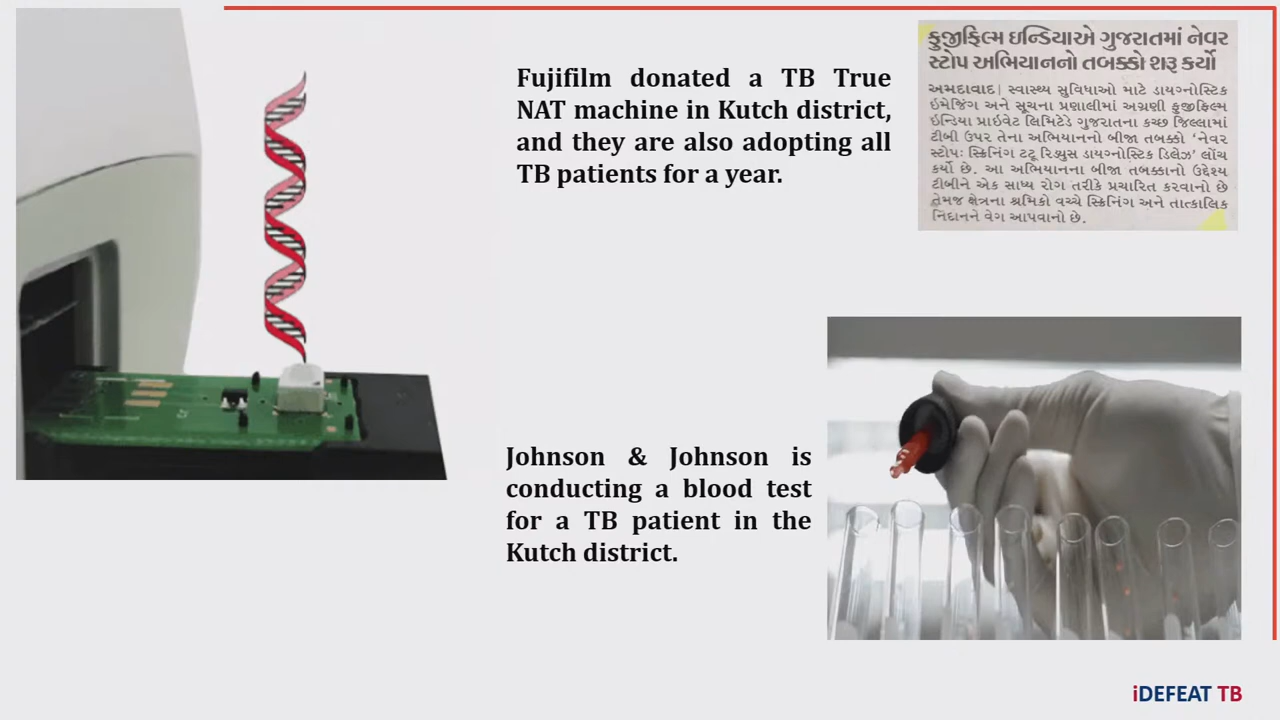 Fujifilm donated a TB True
NAT machine in Kutch district,
and they are also adopting all
TB patients for a year.
ફુજીફિલ્મ ઇન્ડિયાએ ગુજરાતમાં નેવર
સ્ટોપ અભિયાનનો તબક્કો શરૂ કર્યો
અમદાવાદ। સ્વાસ્થ્ય સુવિધાઓ માટે ડાયગ્નોસ્ટિક
ઇમેજિંગ અને સૂચના પ્રણાલીમાં અગ્રણી ફુજીફિલ્મ
ઇન્ડિયા પ્રાઇવેટ લિમિટેડે ગુજરાતના કચ્છ જિલ્લામાં
ટીબી ઉપર તેના અભિયાનનો બીજા તબક્કો ‘નેવર
સ્ટોપઃ સ્ક્રિનિંગ ટટૂ રિડ્યુસ ડાયગ્નોસ્ટિક ડિલેઝ’ લૉંચ
કર્યો છે. આ અભિયાનના બીજા તબક્કાનો ઉદ્દેશ્ય
ટીબીને એક સાધ્ય રોગ તરીકે પ્રચારિત કરવાનો છે
તેમજ ક્ષેત્રના શ્રમિકો વચ્ચે સ્ક્રિનિંગ અને તાત્કાલિક
નિદાનને વેગ આપવાનો છે.
Johnson & Johnson is
conducting a blood test
for a TB patient in the
Kutch district.
iDEFEAT TB